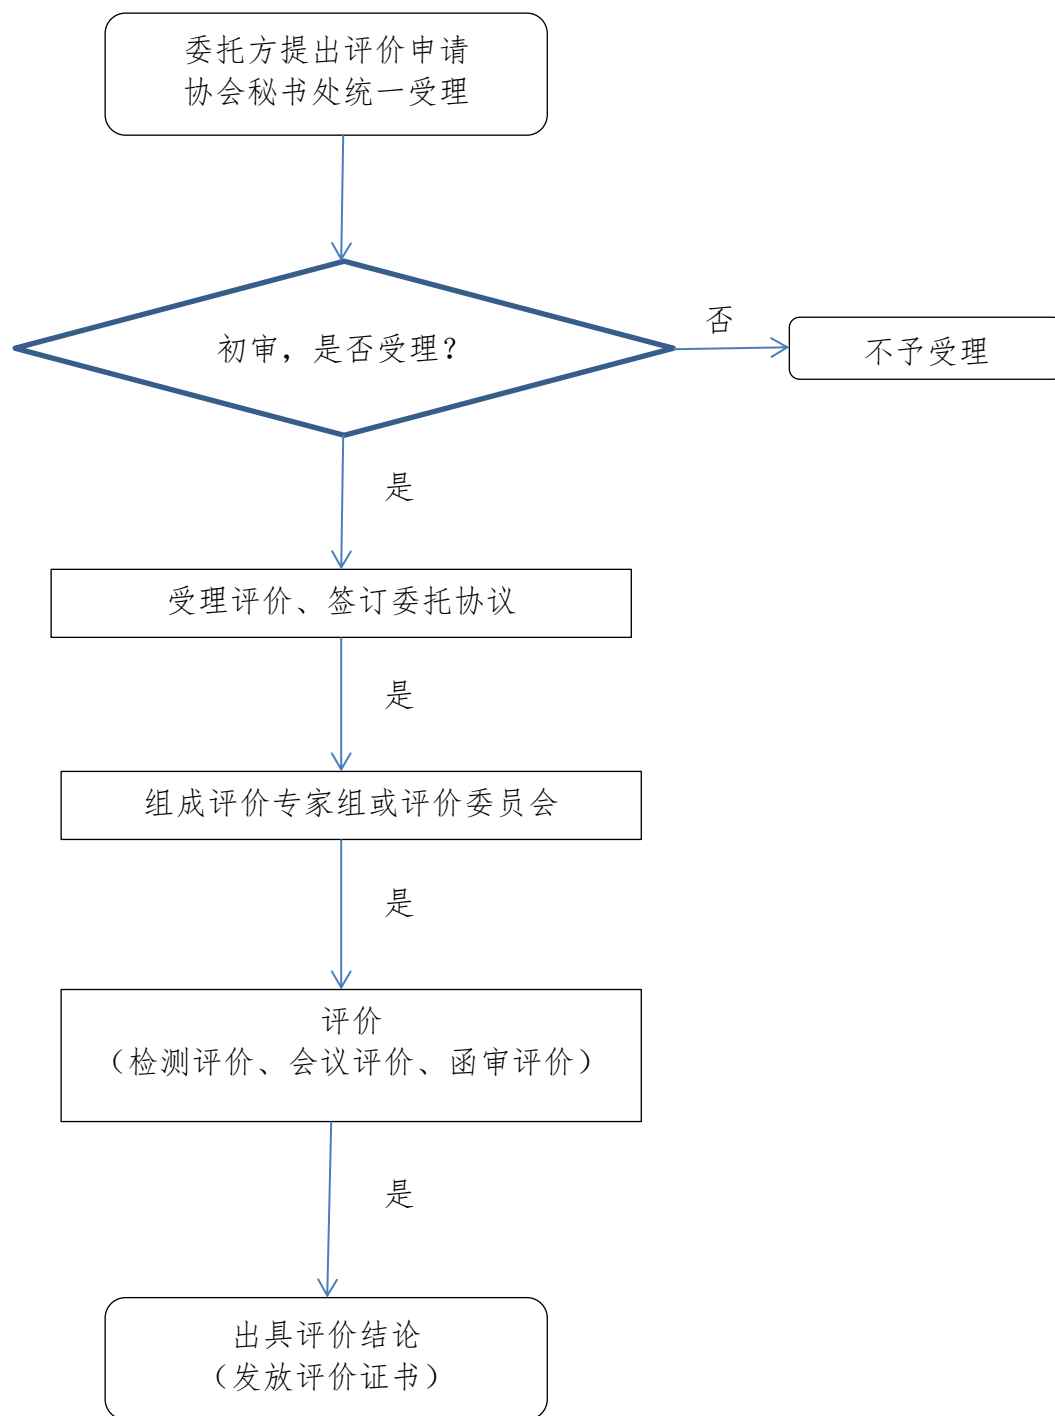 委托方提出评价申请
协会秘书处统一受理
初审，是否受理？
否
不予受理
是
受理评价、签订委托协议
是
组成评价专家组或评价委员会
是
评价
（检测评价、会议评价、函审评价）
是
出具评价结论
（发放评价证书）